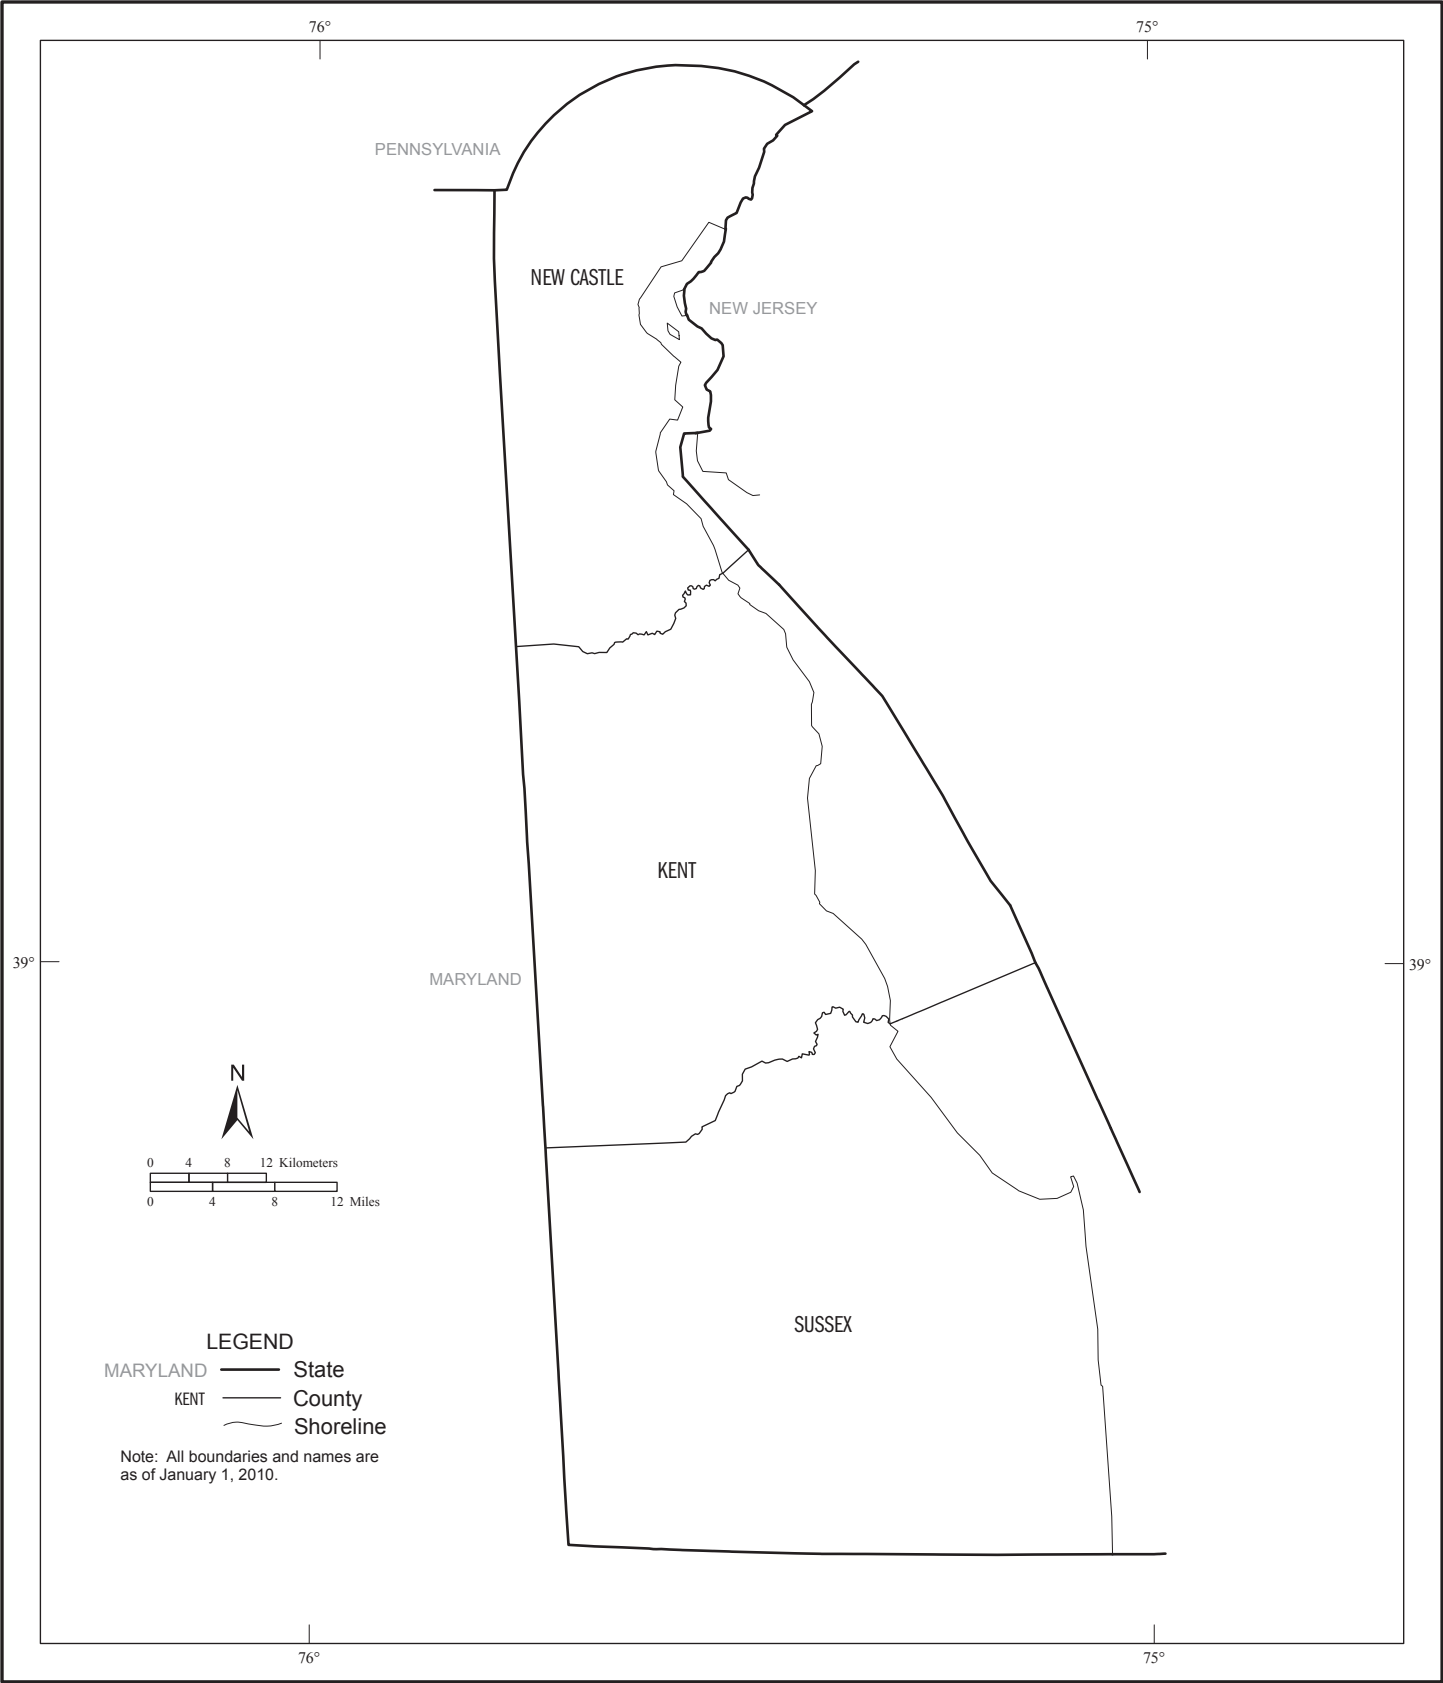 76° 75°
PENNSYLVANIA
NEW CASTLE
NEW JERSEY
KENT
39° 39°
MARYLAND
N
0 4 8 12 Kilometers
0 4 8 12 Miles
SUSSEX
LEGEND
MARYLAND State
KENT County
Shoreline
Note: All boundaries and names are
as of January 1, 2010.
76° 75°